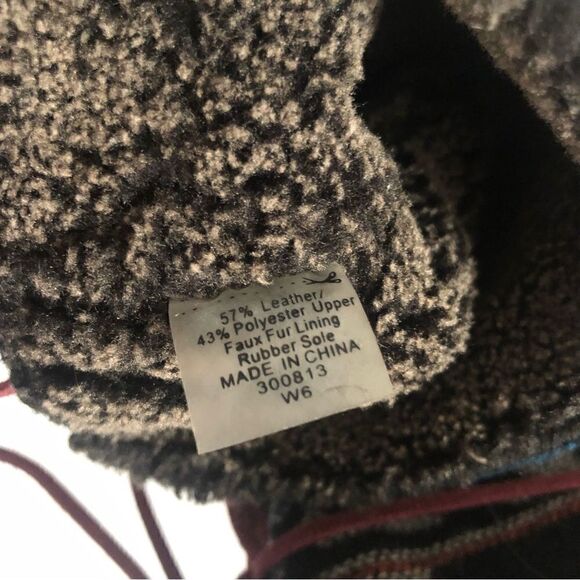 57% Leather/
43% Polyester Upper
Faux Fur Lining
Rubber Sole
MADE IN CHINA
300813
W6